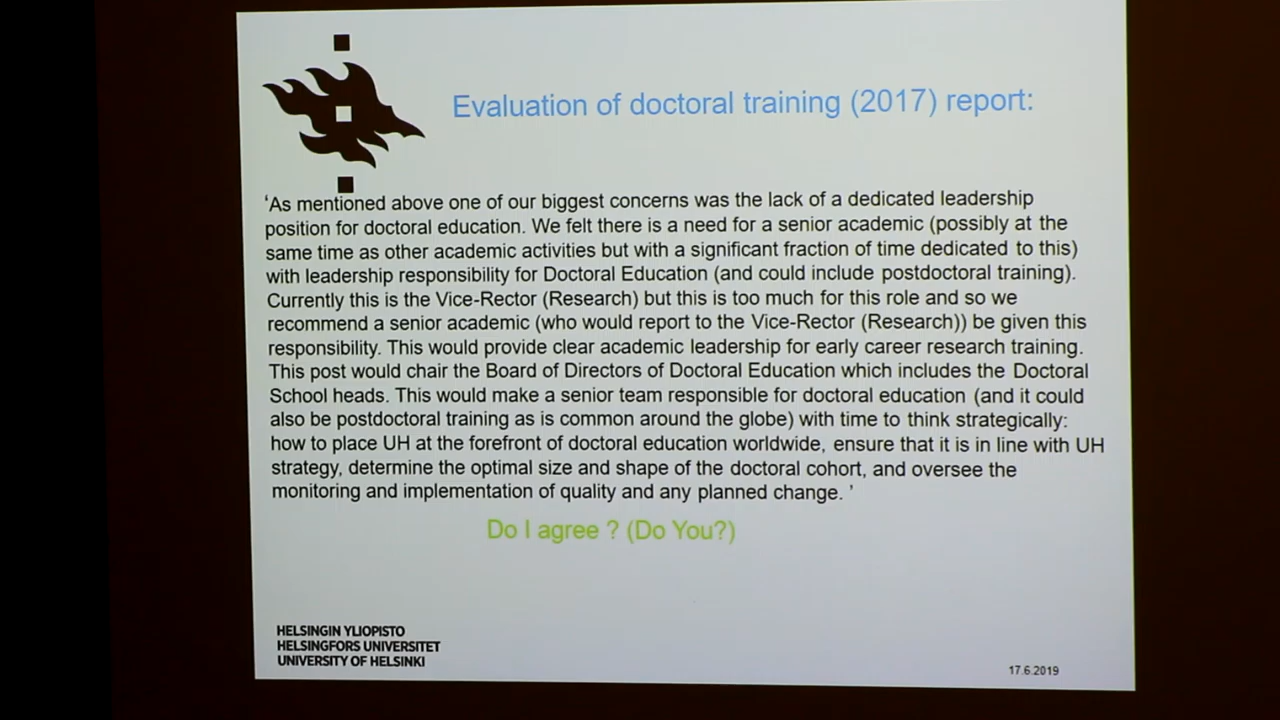 Evaluation of doctoral training (2017) report:
‘As mentioned above one of our biggest concerns was the lack of a dedicated leadership
position for doctoral education. We felt there is a need for a senior academic (possibly at the
same time as other academic activities but with a significant fraction of time dedicated to this)
with leadership responsibility for Doctoral Education (and could include postdoctoral training).
Currently this is the Vice-Rector (Research) but this is too much for this role and so we
recommend a senior academic (who would report to the Vice-Rector (Research)) be given this
responsibility. This would provide clear academic leadership for early career research training.
This post would chair the Board of Directors of Doctoral Education which includes the Doctoral
School heads. This would make a senior team responsible for doctoral education (and it could
also be postdoctoral training as is common around the globe) with time to think strategically:
how to place UH at the forefront of doctoral education worldwide, ensure that it is in line with UH
strategy, determine the optimal size and shape of the doctoral cohort, and oversee the
monitoring and implementation of quality and any planned change. ’
Do I agree ? (Do You?)
HELSINGIN YLIOPISTO
HELSINGFORS UNIVERSITET
UNIVERSITY OF HELSINKI
17.6.2019